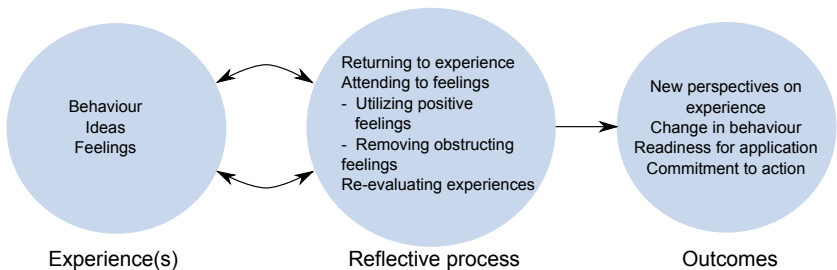 Behaviour
Ideas
Feelings
Returning to experience
Attending to feelings
- Utilizing positive
feelings
- Removing obstructing
feelings
Re-evaluating experiences
New perspectives on
experience
Change in behaviour
Readiness for application
Commitment to action
Experience(s)
Reflective process
Outcomes